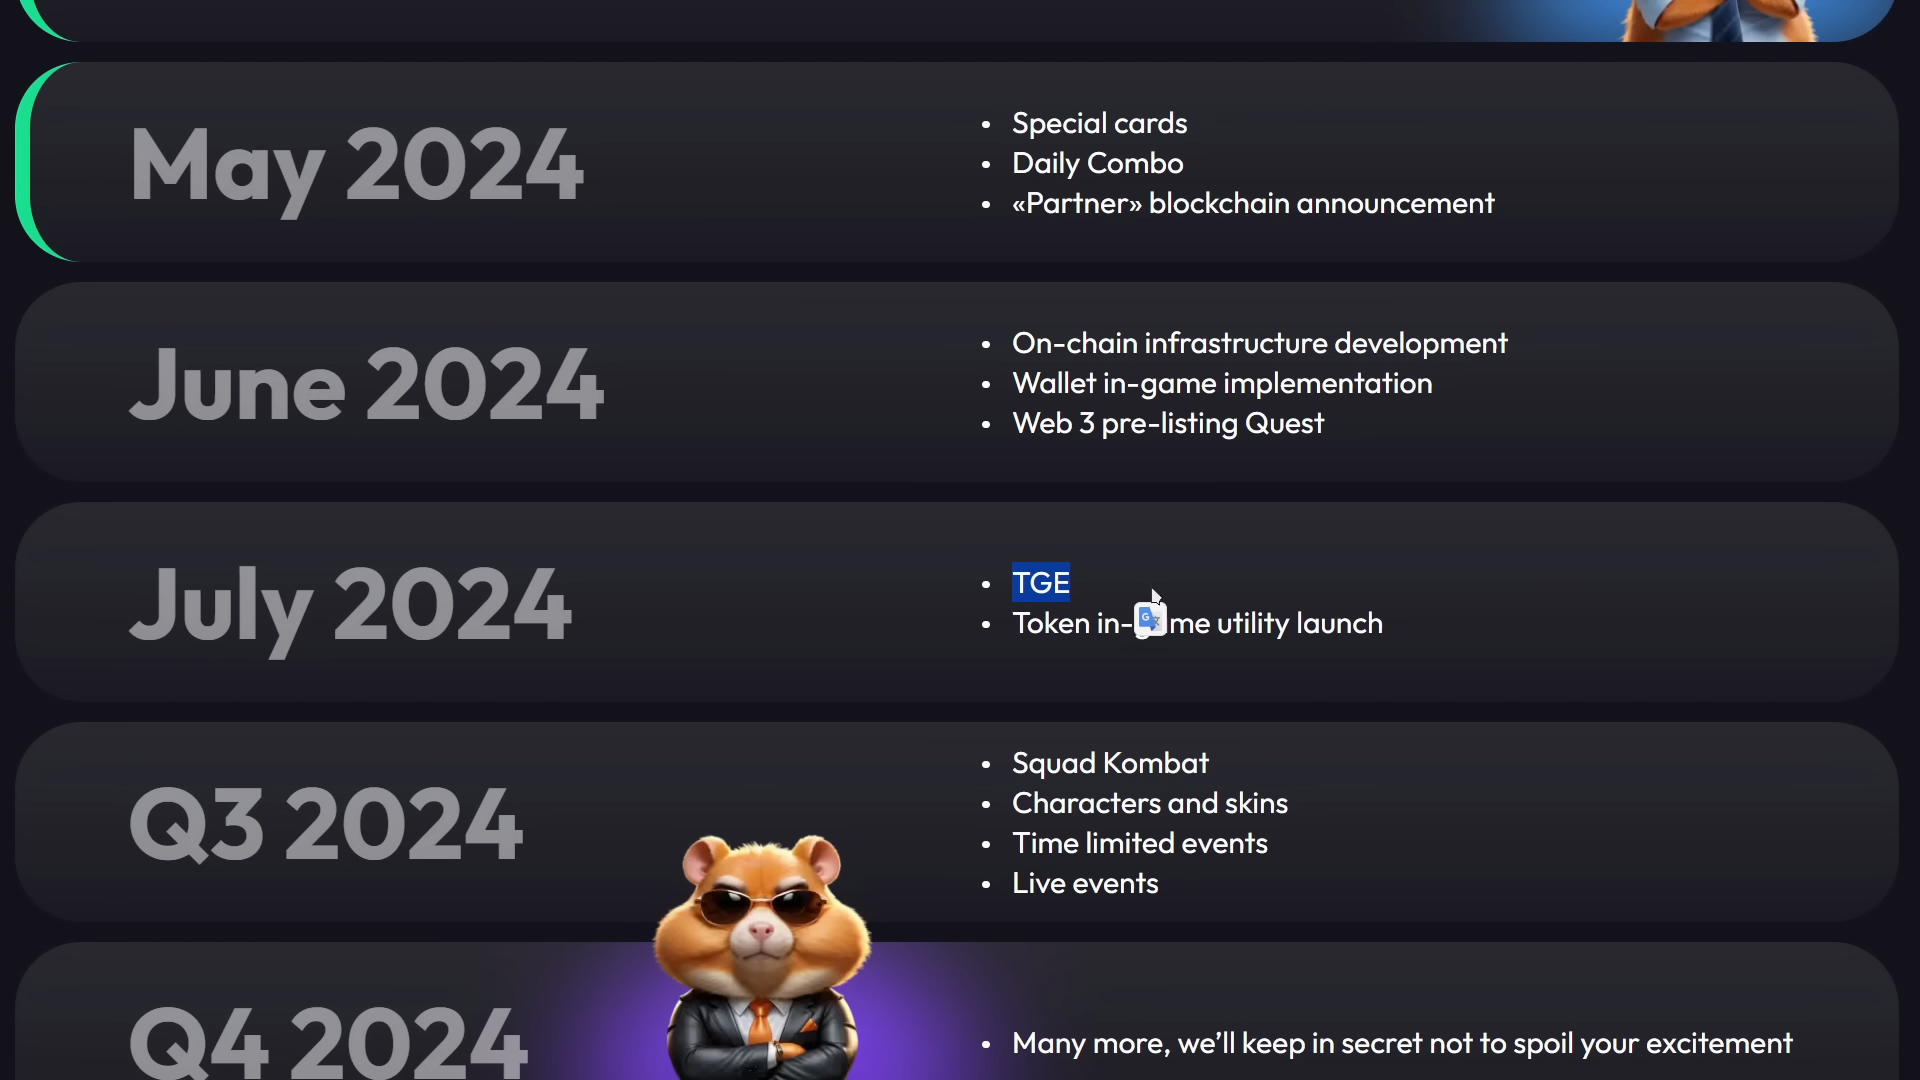 May 2024
Special cards
Daily Combo
«Partner» blockchain announcement
June 2024
On-chain infrastructure development
Wallet in-game implementation
Web 3 pre-listing Quest
July 2024
TGE
Token in- me utility launch
Q3 2024
Squad Kombat
Characters and skins
Time limited events
Live events
Q4 2024
Many more, we'll keep in secret not to spoil your excitement